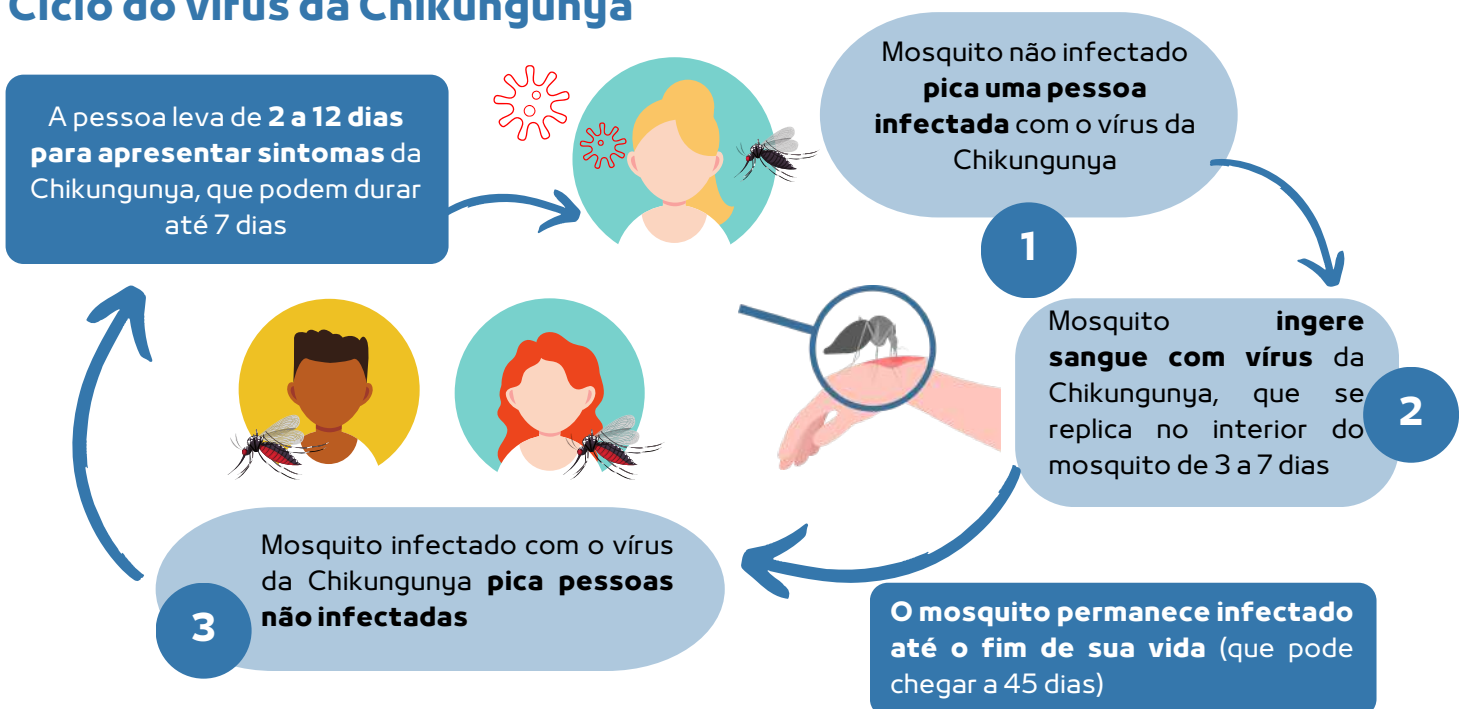 Ciclo do vírus da Chikungunya
Mosquito não infectado
pica uma pessoa
infectada com o vírus da
Chikungunya
1
Mosquito ingere
sangue com vírus da
Chikungunya, que se
replica no interior do
mosquito de 3 a 7 dias
2
O mosquito permanece infectado
até o fim de sua vida (que pode
chegar a 45 dias)
Mosquito infectado com o vírus
da Chikungunya pica pessoas
não infectadas
3
A pessoa leva de 2 a 12 dias
para apresentar sintomas da
Chikungunya, que podem durar
até 7 dias